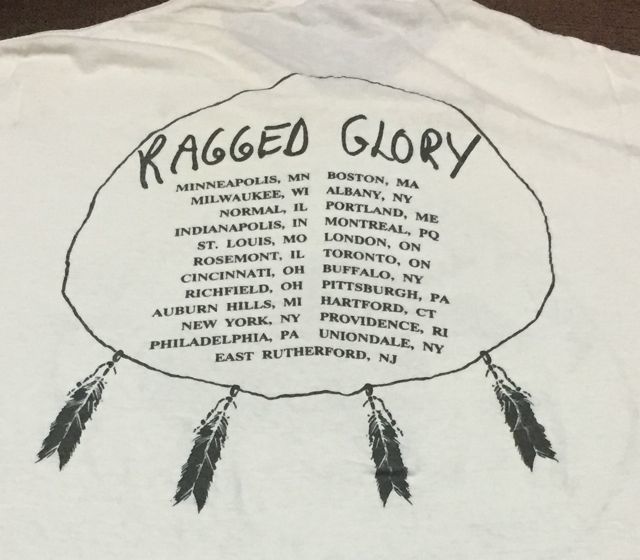 RAGGED GLORY
MINNEAPOLIS, MN
MILWAUKEE, WI
NORMAL, IL
INDIANAPOLIS, IN
ST. LOUIS, MO
ROSEMONT, IL
CINCINNATI, OH
RICHFIELD, OH
AUBURN HILLS, MI
NEW YORK, NY
PHILADELPHIA, PA
BOSTON, MA
ALBANY, NY
PORTLAND, ME
MONTREAL, PQ
LONDON, ON
TORONTO, ON
BUFFALO, NY
PITTSBURGH, PA
HARTFORD, CT
PROVIDENCE, RI
UNIONDALE, NY
EAST RUTHERFORD, NJ